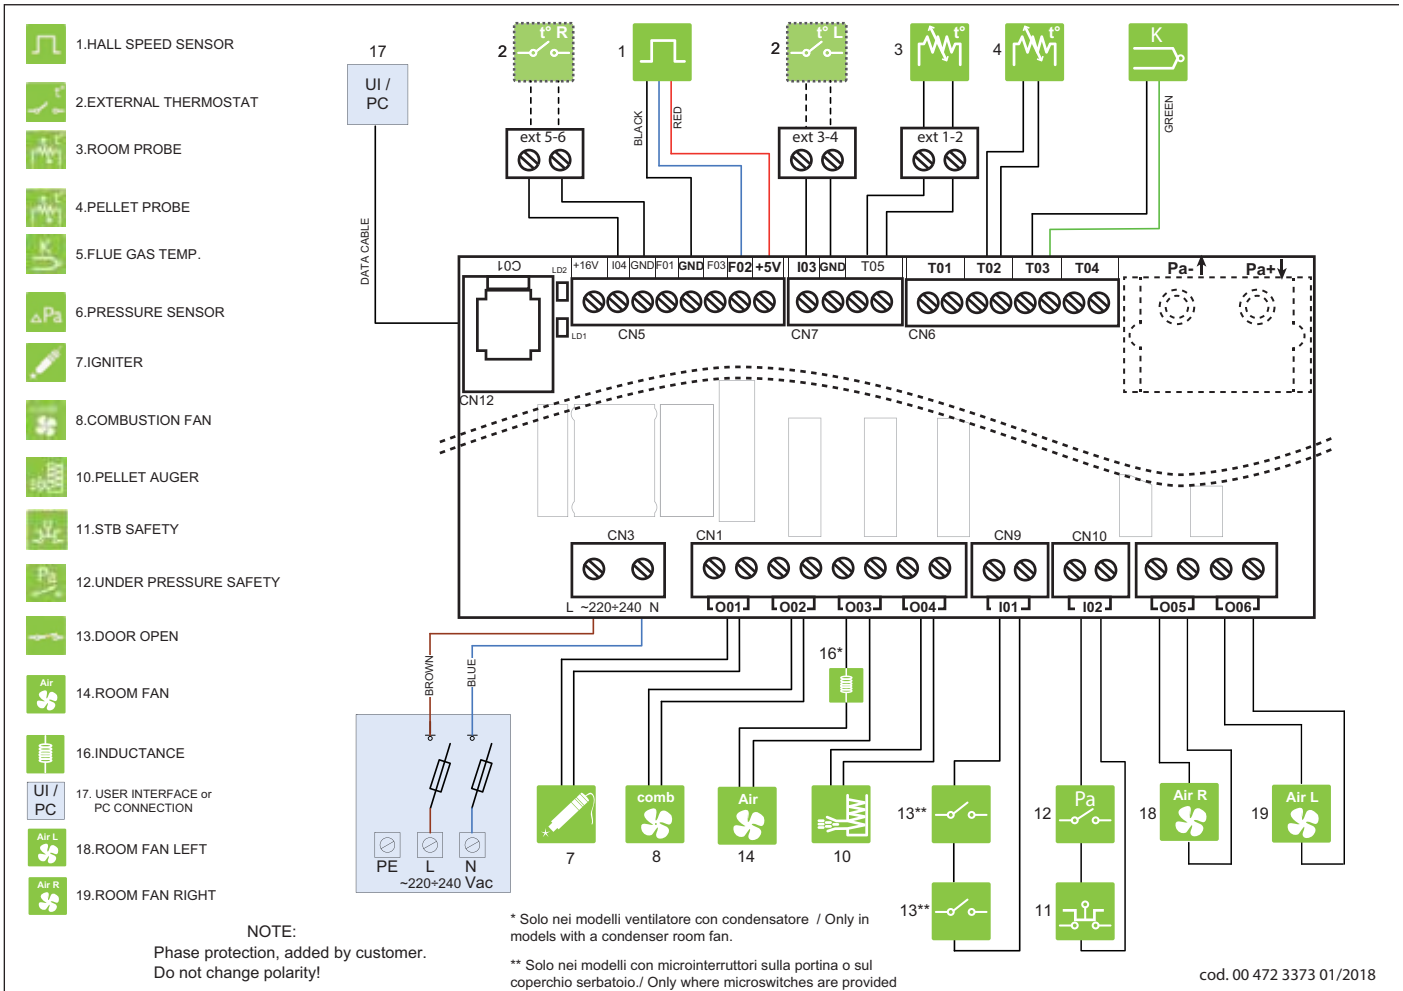 1.HALL SPEED SENSOR
2.EXTERNAL THERMOSTAT
3.ROOM PROBE
4.PELLET PROBE
5.FLUE GAS TEMP.
6.PRESSURE SENSOR
7.IGNITER
8.COMBUSTION FAN
10.PELLET AUGER
11.STB SAFETY
12.UNDER PRESSURE SAFETY
13.DOOR OPEN
14.ROOM FAN
16.INDUCTANCE
17. USER INTERFACE or
PC CONNECTION
18.ROOM FAN LEFT
19.ROOM FAN RIGHT
t°
t°
t°
K
△Pa
Pa
Air
UI /
PC
Air L
Air R
17
UI /
PC
DATA CABLE
2
t° R
ext 5-6
1
BLACK
RED
2
t° L
ext 3-4
3
t°
ext 1-2
4
t°
K
GREEN
C01
LD2
LD1
CN12
+16V
I04
GND
F01
GND
F03
F02
+5V
CN5
I03
GND
T05
CN7
T01
T02
T03
T04
CN6
Pa-
Pa+
CN3
L ~220÷240 N
CN1
O01
O02
O03
O04
CN9
I01
CN10
I02
O05
O06
BROWN
BLUE
PE
L
N
~220÷240 Vac
7
comb
8
16*
Air
14
10
13**
13**
Pa
12
11
Air R
18
Air L
19
NOTE:
Phase protection, added by customer.
Do not change polarity!
* Solo nei modelli ventilatore con condensatore / Only in
models with a condenser room fan.
** Solo nei modelli con microinterruttori sulla portina o sul
coperchio serbatoio./ Only where microswitches are provided
cod. 00 472 3373 01/2018